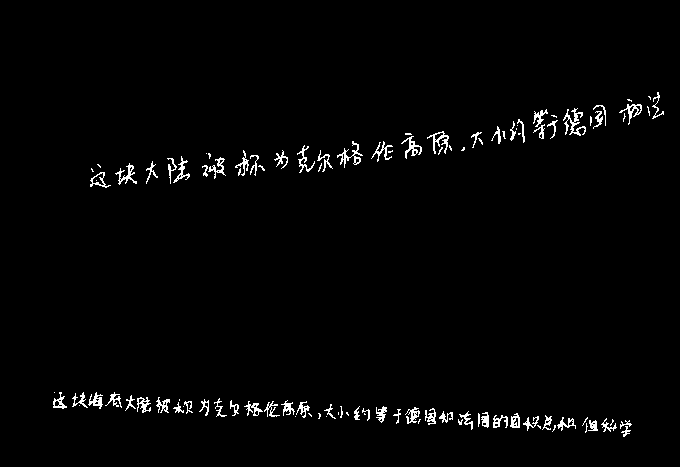 这块大陆被称为克尔格伦高原，大小约等于德国和法
这块海底大陆被称为克尔格伦高原，大小约等于德国和法国的面积总和 但科学